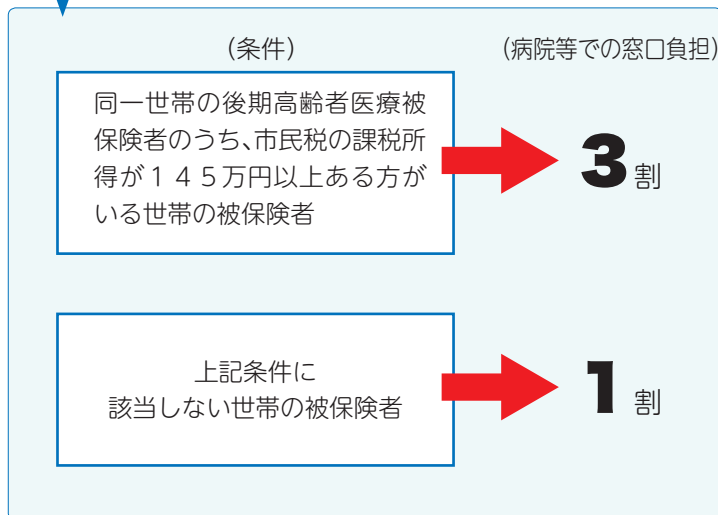 （条件）
（病院等での窓口負担）
同一世帯の後期高齢者医療被
保険者のうち、市民税の課税所
得が１４５万円以上ある方が
いる世帯の被保険者
3割
上記条件に
該当しない世帯の被保険者
1割